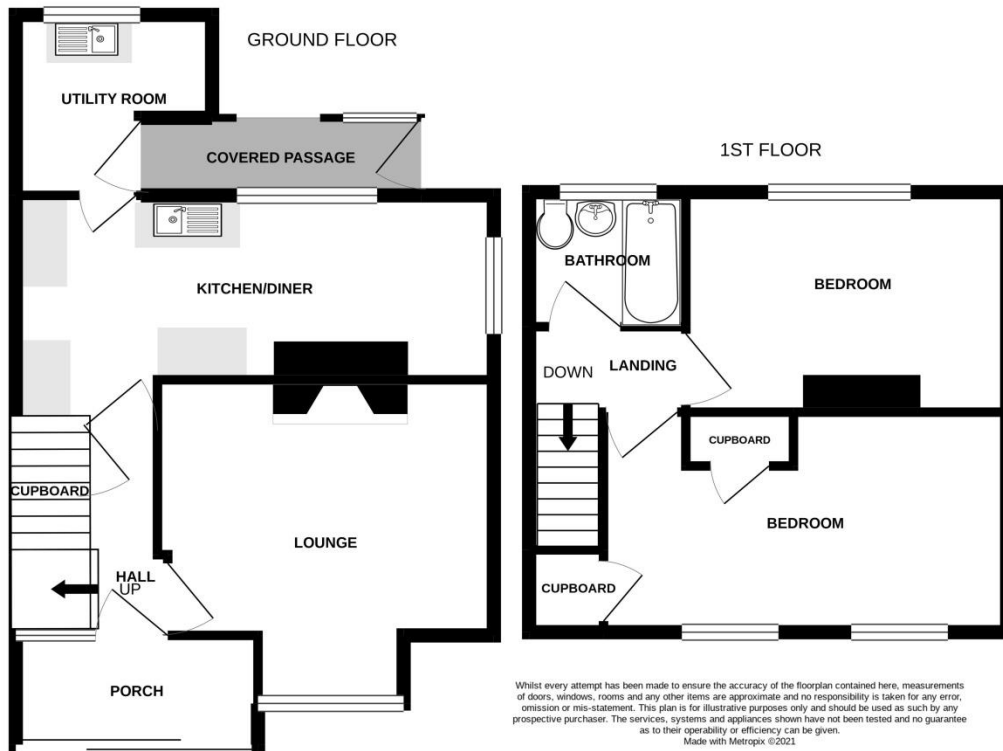 GROUND FLOOR
UTILITY ROOM
COVERED PASSAGE
KITCHEN/DINER
CUPBOARD
LOUNGE
HALL
UP
PORCH
1ST FLOOR
BATHROOM
BEDROOM
DOWN
LANDING
CUPBOARD
BEDROOM
CUPBOARD
Whilst every attempt has been made to ensure the accuracy of the floorplan contained here, measurements
of doors, windows, rooms and any other items are approximate and no responsibility is taken for any error,
omission or mis-statement. This plan is for illustrative purposes only and should be used as such by any
prospective purchaser. The services, systems and appliances shown have not been tested and no guarantee
as to their operability or efficiency can be given.
Made with Metropix ©2021